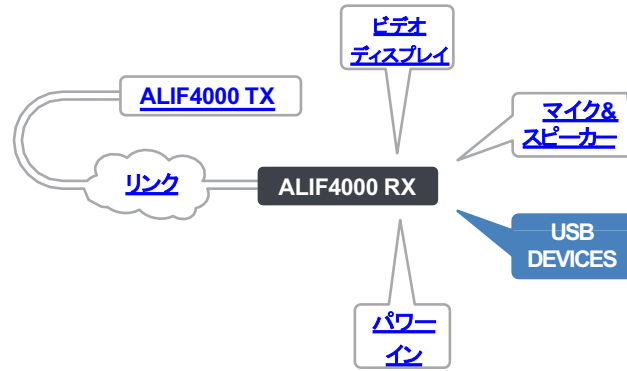 ビデオ
ディスプレイ
ALIF4000 TX
マイク&
スピーカー
リンク
ALIF4000 RX
USB
DEVICES
パワー
イン